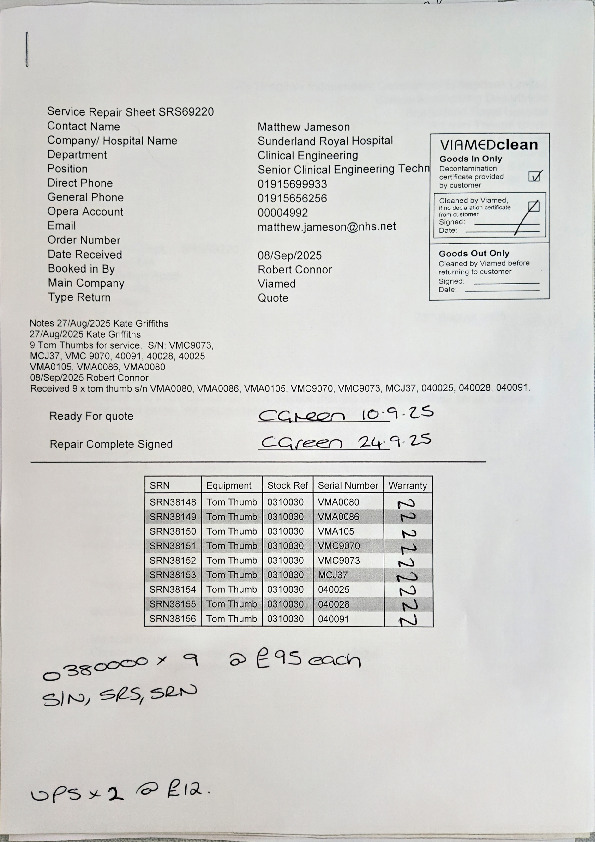 Service Repair Sheet SRS69220
Contact Name Matthew Jameson
Company/ Hospital Name Sunderland Royal Hospital
Department Clinical Engineering
Position Senior Clinical Engineering Techn
Direct Phone 01915699933
General Phone 01915656256
Opera Account 00004992
Email matthew.jameson@nhs.net
Order Number
Date Received 08/Sep/2025
Booked in By Robert Connor
Main Company Viamed
Type Return Quote
VIAMEDclean
Goods In Only
Decontamination
certificate provided
by customer
Cleaned by Viamed,
if no declaration certificate
from customer
Signed:
Date:
Goods Out Only
Cleaned by Viamed before
returning to customer
Signed:
Date
Notes 27/Aug/2025 Kate Griffiths
27/Aug/2025 Kate Griffiths
9 Tom Thumbs for service. S/N: VMC9073,
MCJ37, VMC 9070, 40091, 40028, 40025
VMA0105, VMA0086, VMA0080
08/Sep/2025 Robert Connor
Received 9 x tom thumb s/n VMA0080, VMA0086, VMA0105, VMC9070, VMC9073, MCJ37, 040025, 040028, 040091.
Ready For quote CGreen 10.9.25
Repair Complete Signed CGreen 24.9.25
SRN Equipment Stock Ref Serial Number Warranty
SRN38148 Tom Thumb 0310030 VMA0080 N
SRN38149 Tom Thumb 0310030 VMA0086 N
SRN38150 Tom Thumb 0310030 VMA105 N
SRN38151 Tom Thumb 0310030 VMC9070 N
SRN38152 Tom Thumb 0310030 VMC9073 N
SRN38153 Tom Thumb 0310030 MCJ37 N
SRN38154 Tom Thumb 0310030 040025 N
SRN38155 Tom Thumb 0310030 040028 N
SRN38156 Tom Thumb 0310030 040091 N
0380000 x 9 @ £95 each
S/N, SRS, SRN
UPS x 2 @ £12.